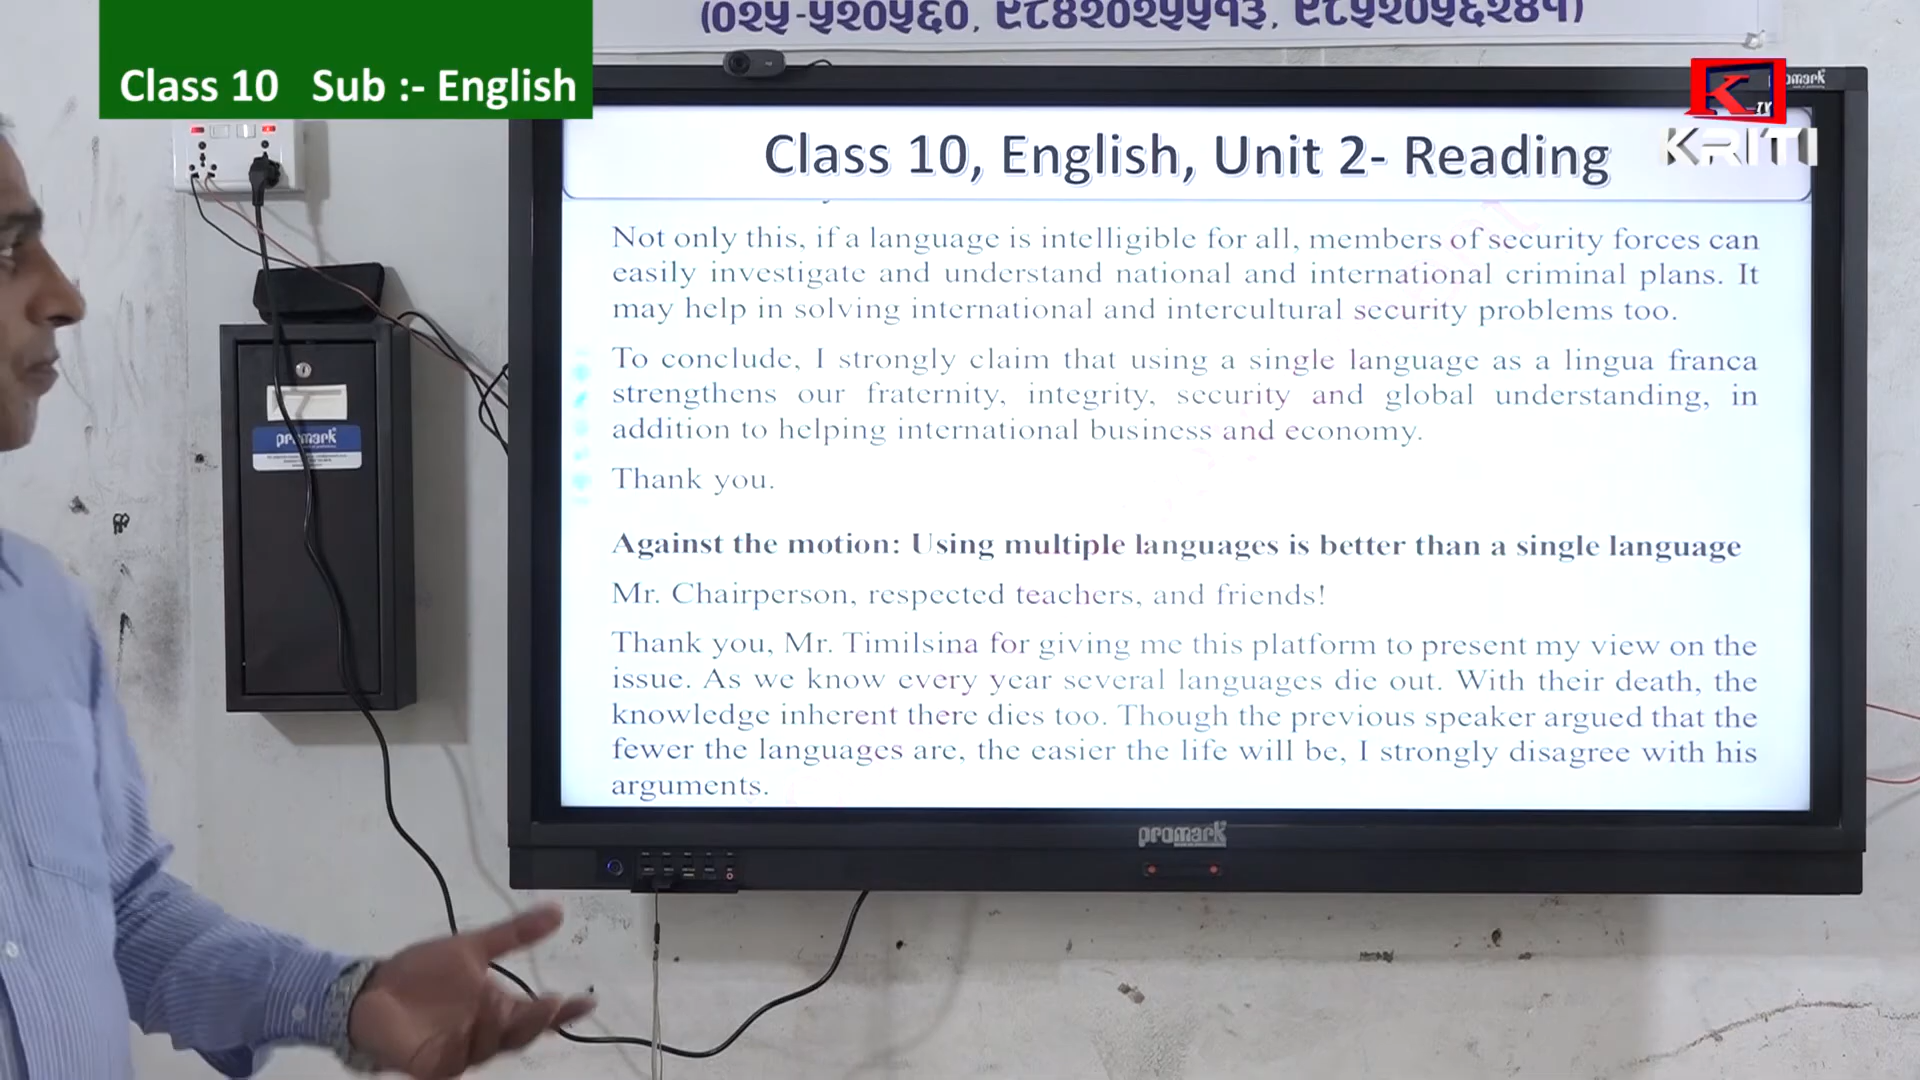 (०२५-५२०५६०, ९८४२०२५५१३, ९८५२०५६२४१)
Class 10 Sub :- English
promark
K TV
KRITI
Class 10, English, Unit 2- Reading
Not only this, if a language is intelligible for all, members of security forces can
easily investigate and understand national and international criminal plans. It
may help in solving international and intercultural security problems too.
To conclude, I strongly claim that using a single language as a lingua franca
strengthens our fraternity, integrity, security and global understanding, in
addition to helping international business and economy.
Thank you.
Against the motion: Using multiple languages is better than a single language
Mr. Chairperson, respected teachers, and friends!
Thank you, Mr. Timilsina for giving me this platform to present my view on the
issue. As we know every year several languages die out. With their death, the
knowledge inherent there dies too. Though the previous speaker argued that the
fewer the languages are, the easier the life will be, I strongly disagree with his
arguments.
promark
promark